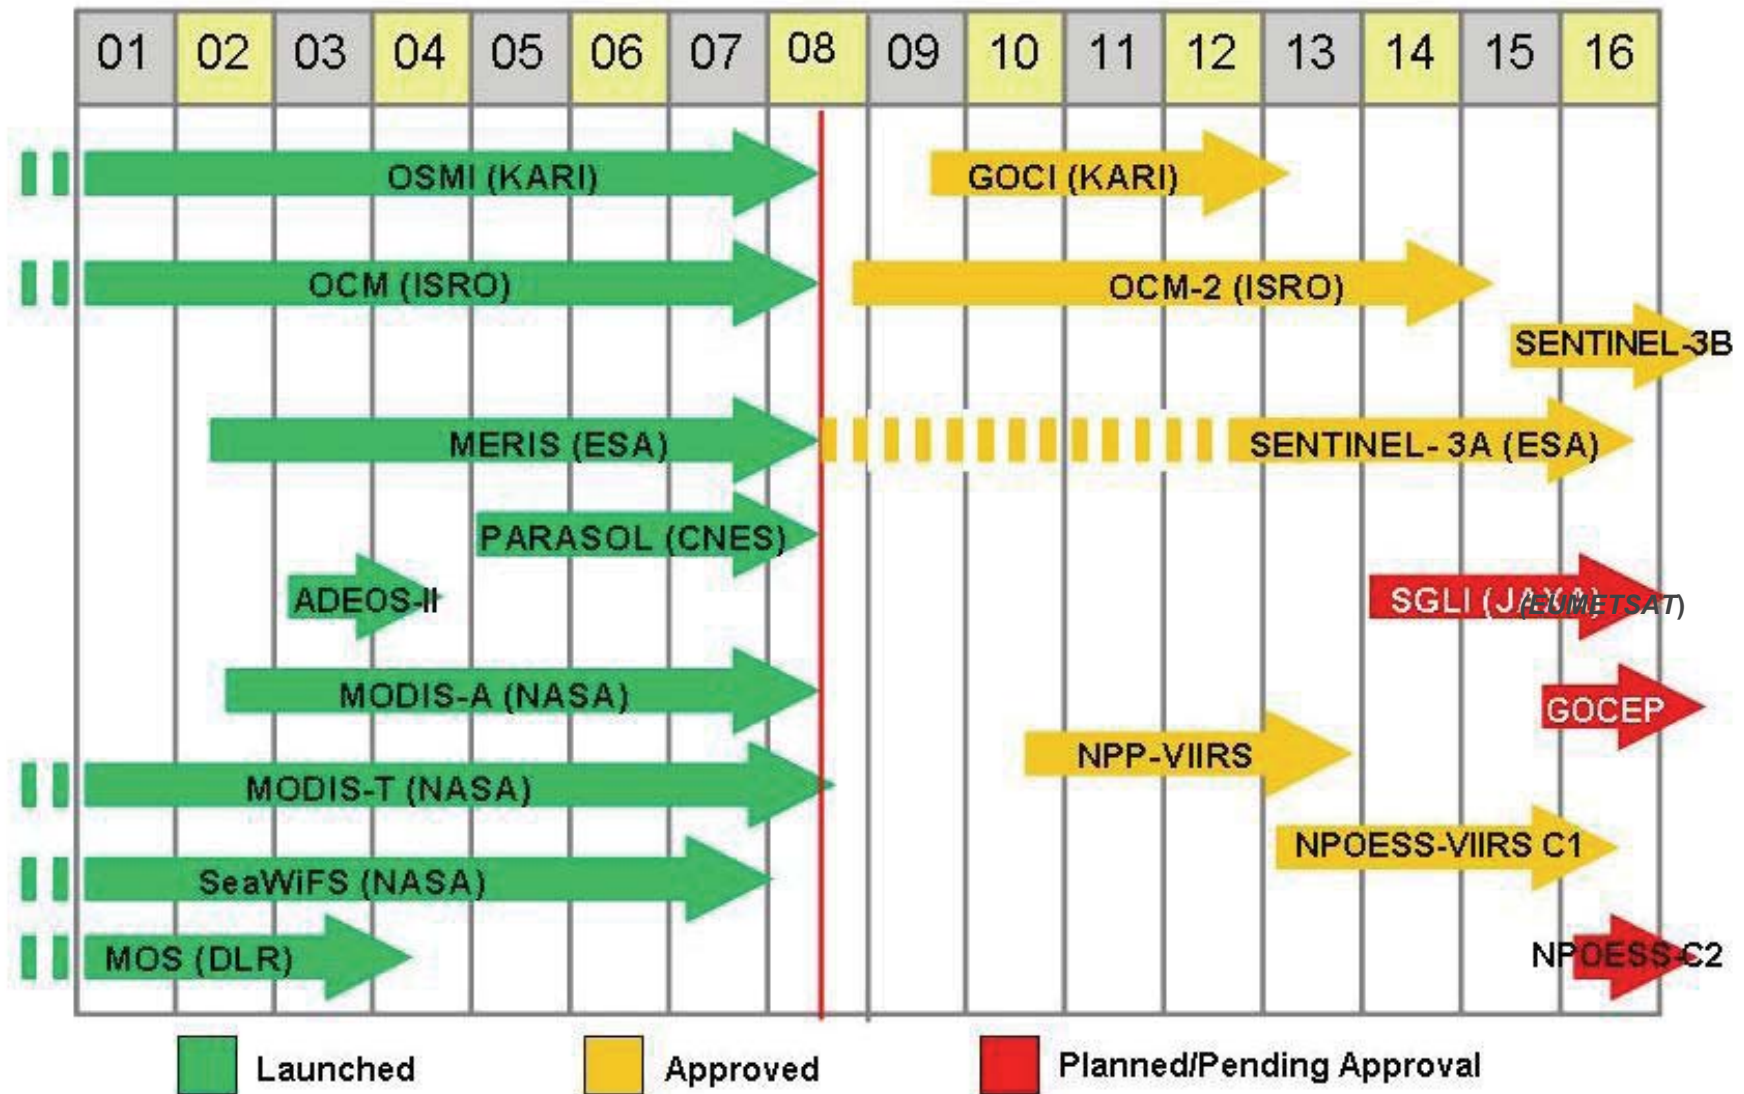 01 02 03 04 05 06 07 08 09 10 11 12 13 14 15 16
OSMI (KARI) GOCI (KARI)
OCM (ISRO) OCM-2 (ISRO)
SENTINEL-3B
MERIS (ESA) SENTINEL- 3A (ESA)
PARASOL (CNES)
ADEOS-II SGLI (JAXA) (EUMETSAT)
MODIS-A (NASA) GOCEP
NPP-VIIRS
MODIS-T (NASA)
NPOESS-VIIRS C1
SeaWiFS (NASA)
MOS (DLR) NPOESS-C2
Launched Approved Planned/Pending Approval